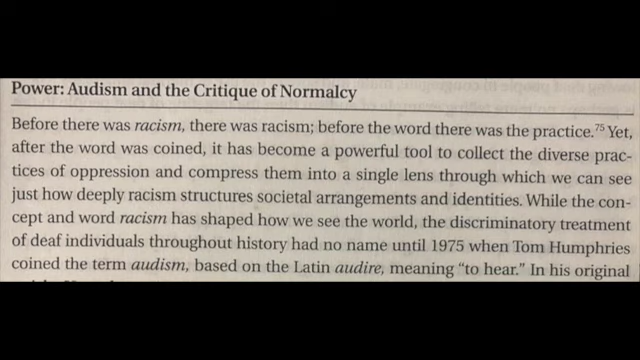 Power: Audism and the Critique of Normalcy
Before there was racism, there was racism; before the word there was the practice.75 Yet,
after the word was coined, it has become a powerful tool to collect the diverse prac-
tices of oppression and compress them into a single lens through which we can see
just how deeply racism structures societal arrangements and identities. While the con-
cept and word racism has shaped how we see the world, the discriminatory treatment
of deaf individuals throughout history had no name until 1975 when Tom Humphries
coined the term audism, based on the Latin audire, meaning “to hear.” In his original